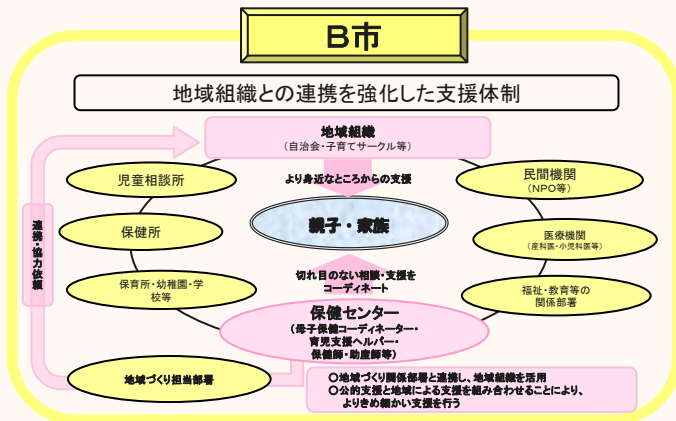 B市
地域組織との連携を強化した支援体制
地域組織
(自治会・子育てサークル等)
児童相談所
より身近なところからの支援
民間機関
(NPO等)
連携・協力依頼
保健所
親子・家族
医療機関
(産科医・小児科医等)
保育所・幼稚園・学
校等
切れ目のない相談・支援を
コーディネート
福祉・教育等の
関係部署
保健センター
(母子保健コーディネーター・
育児支援ヘルパー・
保健師・助産師等)
地域づくり担当部署
○地域づくり関係部署と連携し、地域組織を活用
○公的支援と地域による支援を組み合わせることにより、
よりきめ細かい支援を行う